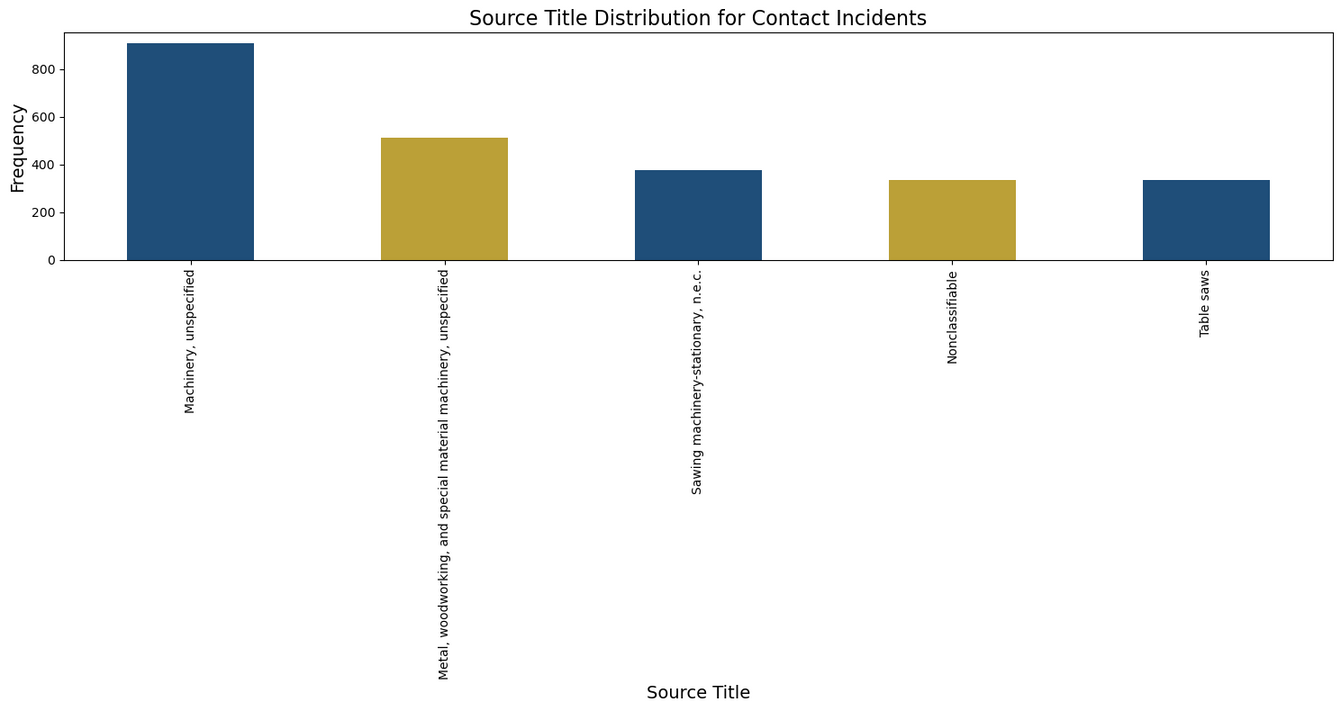 Source Title Distribution for Contact Incidents
Frequency
800
600
400
200
0
Machinery, unspecified
Metal, woodworking, and special material machinery, unspecified
Sawing machinery-stationary, n.e.c.
Nonclassifiable
Table saws
Source Title